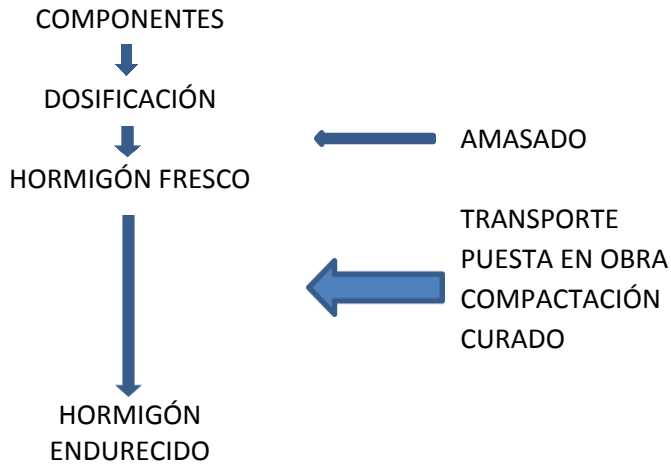 COMPONENTES
DOSIFICACIÓN
AMASADO
HORMIGÓN FRESCO
TRANSPORTE
PUESTA EN OBRA
COMPACTACIÓN
CURADO
HORMIGÓN
ENDURECIDO